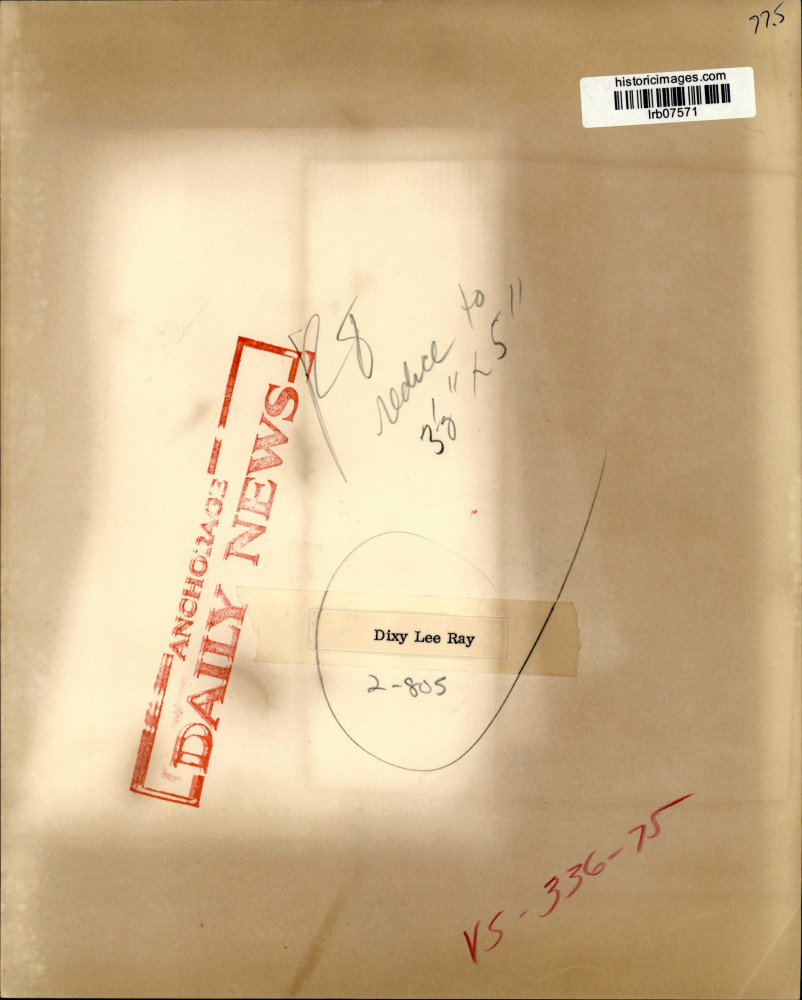 77.5
historicimages.com
lrb07571
R8
reduce to
3⅛" x 5"
ANCHORAGE
DAILY NEWS
Dixy Lee Ray
2-805
VS-336-75